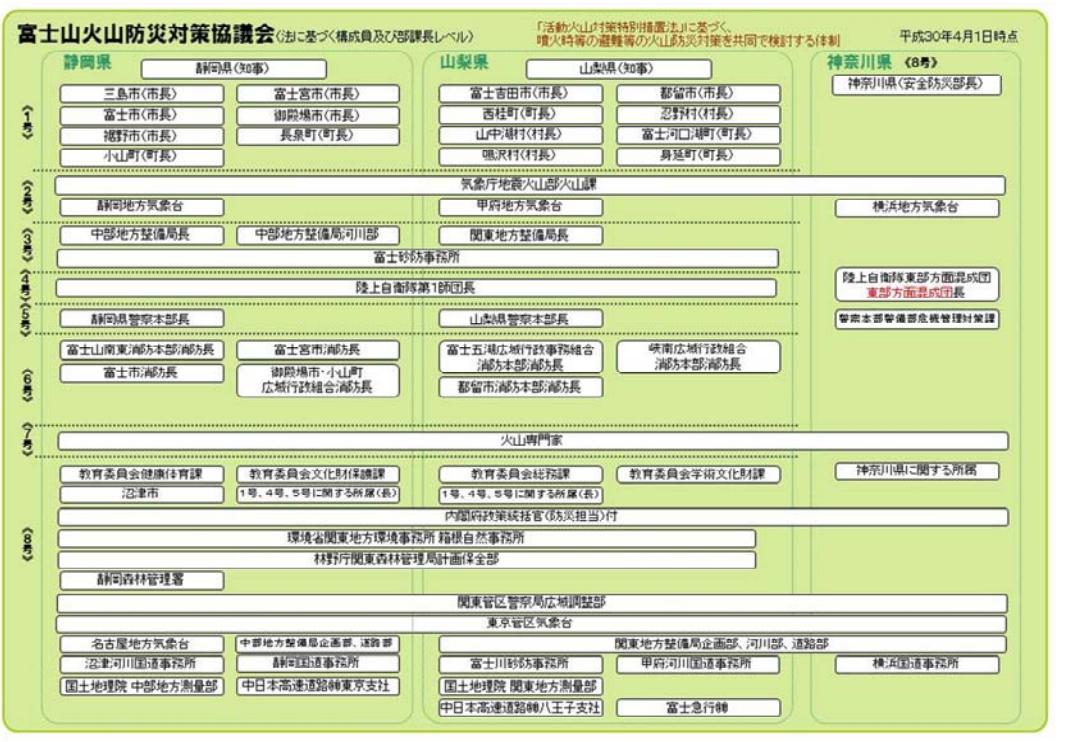 富士山火山防災対策協議会(法に基づく構成員及び部課長レベル)
「活動火山対策特別措置法」に基づく、
噴火時等の避難等の火山防災対策を共同で検討する体制
平成30年4月1日時点
静岡県
静岡県(知事)
山梨県
山梨県(知事)
神奈川県 《8号》
神奈川県(安全防災部長)
《1号》
三島市(市長)
富士宮市(市長)
富士吉田市(市長)
都留市(市長)
富士市(市長)
御殿場市(市長)
西桂町(町長)
忍野村(村長)
裾野市(市長)
長泉町(町長)
山中湖村(村長)
富士河口湖町(町長)
小山町(町長)
鳴沢村(村長)
身延町(町長)
《2号》
気象庁地震火山部火山課
静岡地方気象台
甲府地方気象台
横浜地方気象台
《3号》
中部地方整備局長
中部地方整備局河川部
関東地方整備局長
富士砂防事務所
《4号》
陸上自衛隊第1師団長
陸上自衛隊東部方面混成団
東部方面混成団長
《5号》
静岡県警察本部長
山梨県警察本部長
警察本部警備部危機管理対策課
《6号》
富士山南東消防本部消防長
富士宮市消防長
富士五湖広域行政事務組合
消防本部消防長
峡南広域行政組合
消防本部消防長
富士市消防長
御殿場市・小山町
広域行政組合消防長
都留市消防本部消防長
《7号》
火山専門家
《8号》
教育委員会健康体育課
教育委員会文化財保護課
教育委員会総務課
教育委員会学術文化財課
神奈川県に関する所属
沼津市
1号、4号、5号に関する所属(長)
1号、4号、5号に関する所属(長)
内閣府政策統括官(防災担当)付
環境省関東地方環境事務所 箱根自然事務所
林野庁関東森林管理局計画保全部
静岡森林管理署
関東管区警察局広域調整部
東京管区気象台
名古屋地方気象台
中部地方整備局企画部、道路部
関東地方整備局企画部、河川部、道路部
沼津河川国道事務所
静岡国道事務所
富士川砂防事務所
甲府河川国道事務所
横浜国道事務所
国土地理院 中部地方測量部
中日本高速道路㈱東京支社
国土地理院 関東地方測量部
中日本高速道路㈱八王子支社
富士急行㈱